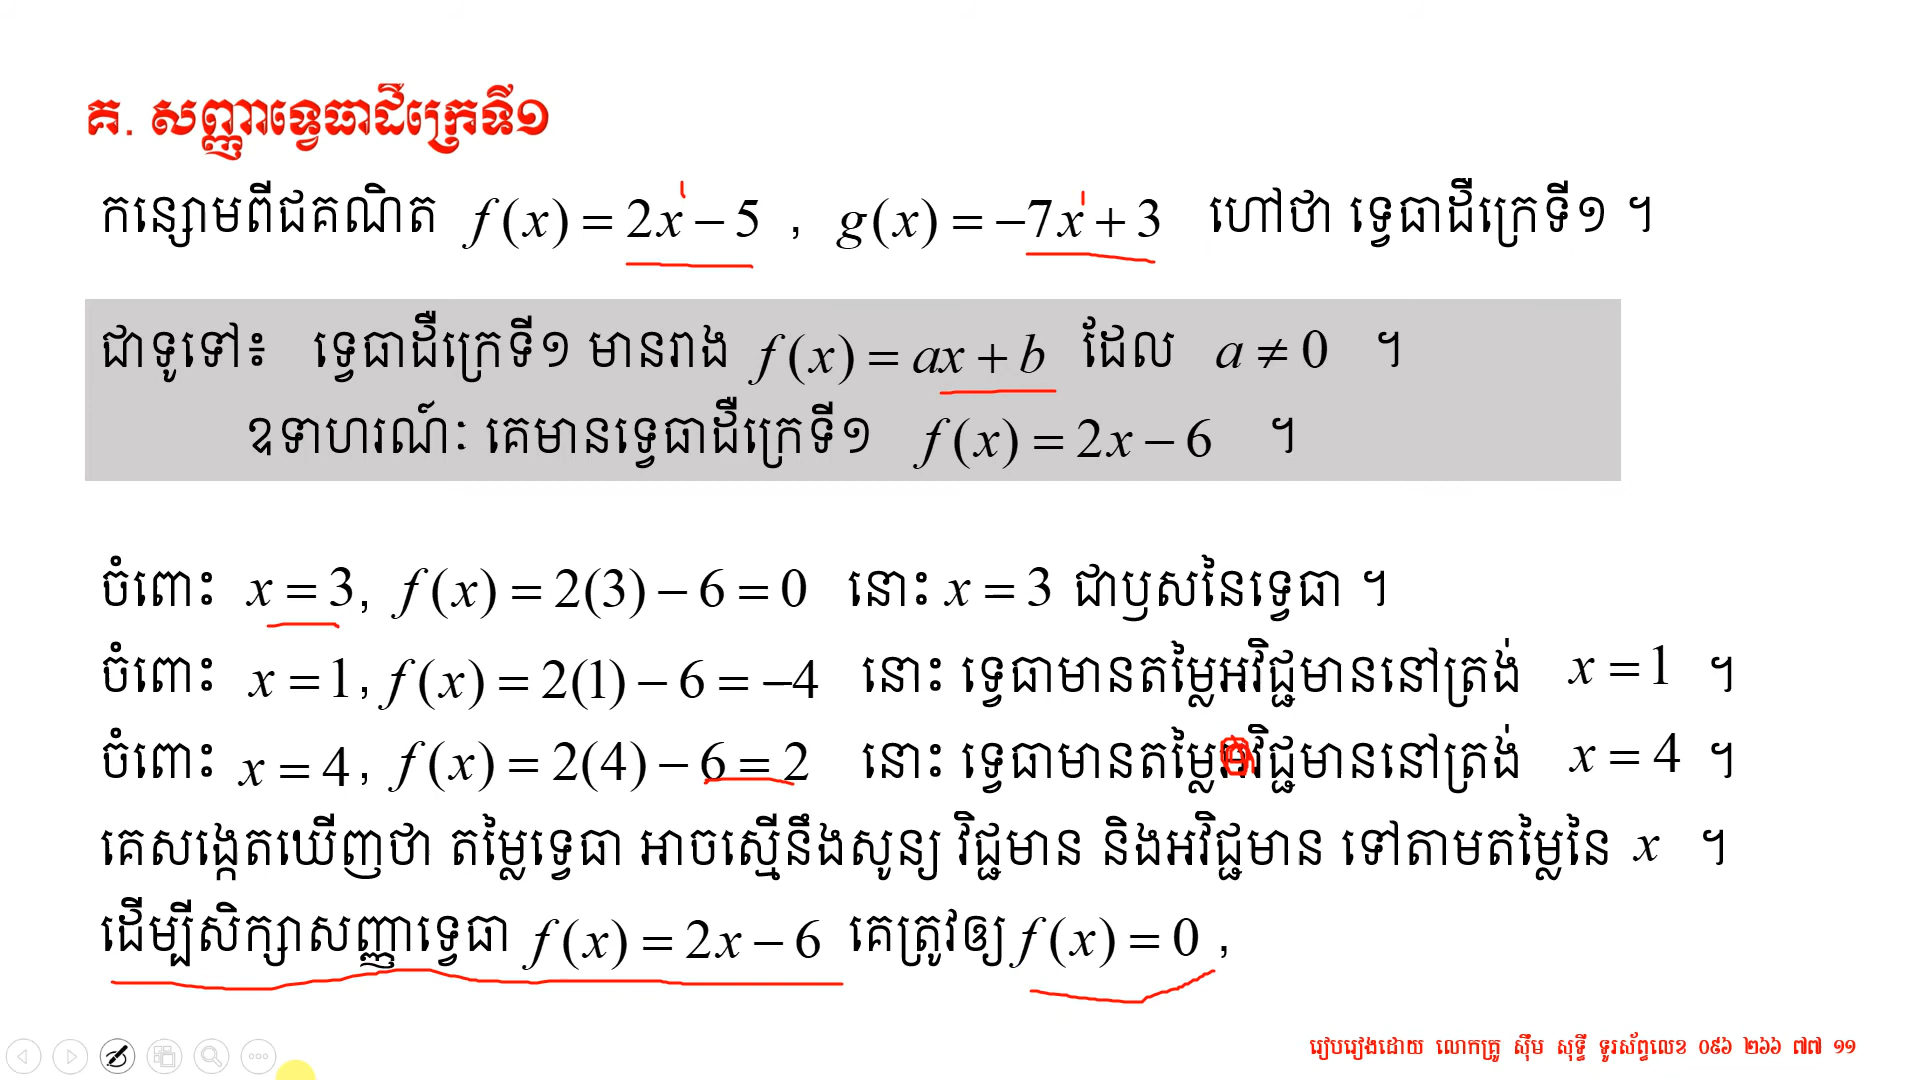 គ. សញ្ញាទ្វេធាដឺក្រេទី១
កន្សោមពីជគណិត f(x) = 2x − 5 , g(x) = −7x + 3 ហៅថា ទ្វេធាដឺក្រេទី១ ។
ជាទូទៅ៖ ទ្វេធាដឺក្រេទី១ មានរាង f(x) = ax + b ដែល a ≠ 0 ។
ឧទាហរណ៍ៈ គេមានទ្វេធាដឺក្រេទី១ f(x) = 2x − 6 ។
ចំពោះ x = 3, f(x) = 2(3) − 6 = 0 នោះ x = 3 ជាឫសនៃទ្វេធា ។
ចំពោះ x = 1, f(x) = 2(1) − 6 = −4 នោះ ទ្វេធាមានតម្លៃអវិជ្ជមាននៅត្រង់ x = 1 ។
ចំពោះ x = 4, f(x) = 2(4) − 6 = 2 នោះ ទ្វេធាមានតម្លៃវិជ្ជមាននៅត្រង់ x = 4 ។
គេសង្កេតឃើញថា តម្លៃទ្វេធា អាចស្មើនឹងសូន្យ វិជ្ជមាន និងអវិជ្ជមាន ទៅតាមតម្លៃនៃ x ។
ដើម្បីសិក្សាសញ្ញាទ្វេធា f(x) = 2x − 6 គេត្រូវឲ្យ f(x) = 0 ,
រៀបរៀងដោយ លោកគ្រូ ស៊ឹម សុទ្ធី ទូរស័ព្ទលេខ ០៩៦ ២៦៦ ៧៧ ១១